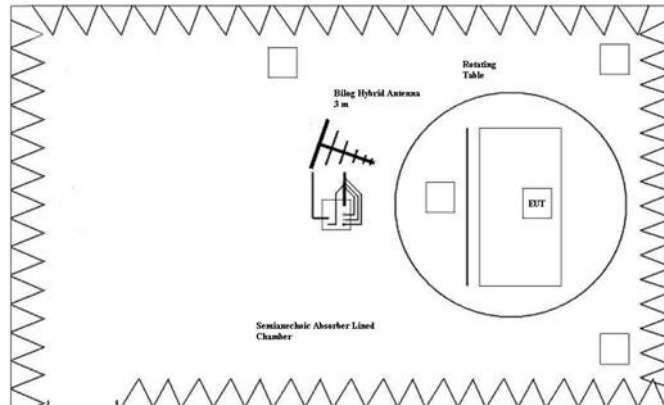 Rotating
Table
Bilog Hybrid Antenna
3 m
EUT
Semianechoic Absorber Lined
Chamber